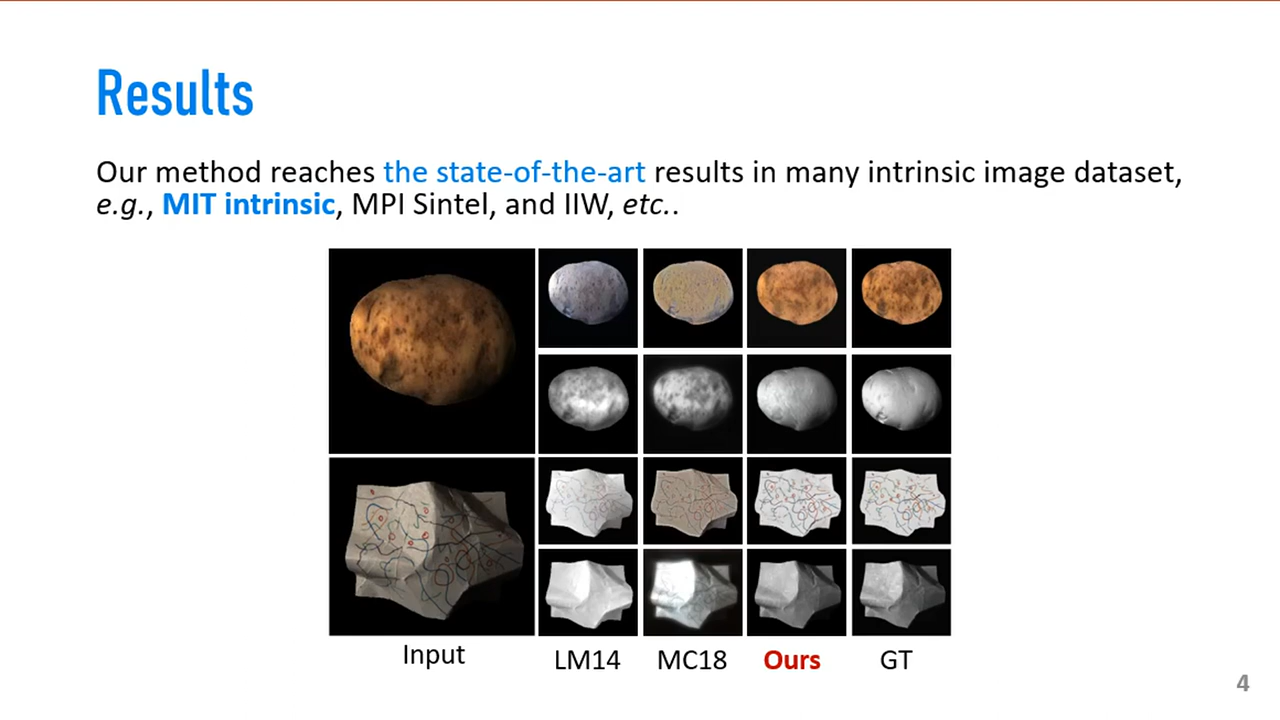 Results
Our method reaches the state-of-the-art results in many intrinsic image dataset,
e.g., MIT intrinsic, MPI Sintel, and IIW, etc..
Input
LM14
MC18
Ours
GT
4